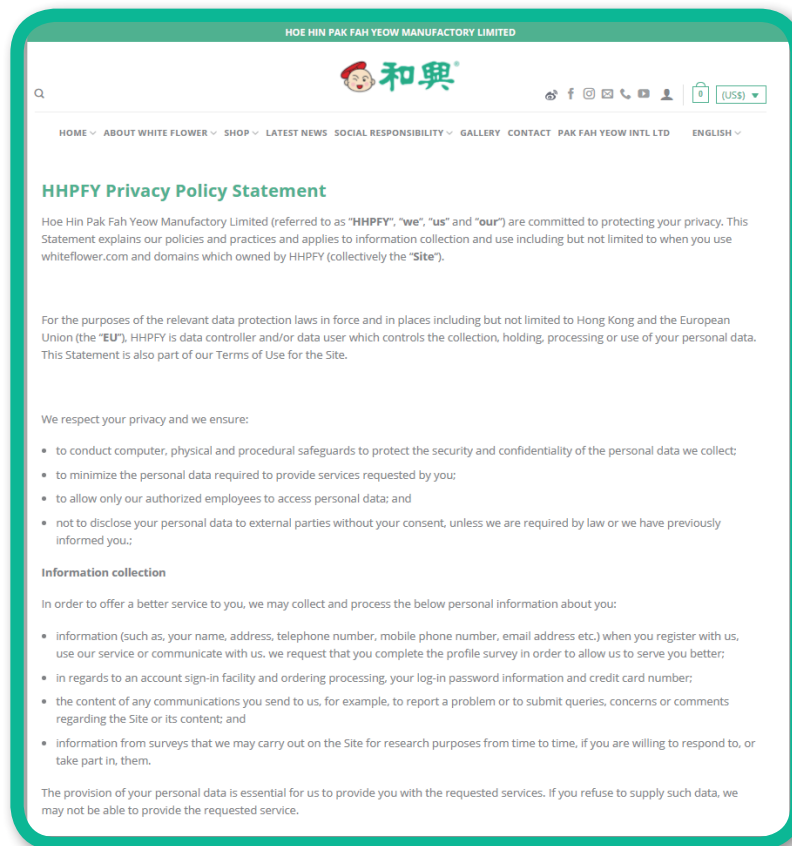 HOE HIN PAK FAH YEOW MANUFACTORY LIMITED
和興®
0
(US$)
HOME ABOUT WHITE FLOWER SHOP LATEST NEWS SOCIAL RESPONSIBILITY GALLERY CONTACT PAK FAH YEOW INTL LTD ENGLISH
HHPFY Privacy Policy Statement
Hoe Hin Pak Fah Yeow Manufactory Limited (referred to as “HHPFY”, “we”, “us” and “our”) are committed to protecting your privacy. This
Statement explains our policies and practices and applies to information collection and use including but not limited to when you use
whiteflower.com and domains which owned by HHPFY (collectively the “Site”).
For the purposes of the relevant data protection laws in force and in places including but not limited to Hong Kong and the European
Union (the “EU”), HHPFY is data controller and/or data user which controls the collection, holding, processing or use of your personal data.
This Statement is also part of our Terms of Use for the Site.
We respect your privacy and we ensure:
• to conduct computer, physical and procedural safeguards to protect the security and confidentiality of the personal data we collect;
• to minimize the personal data required to provide services requested by you;
• to allow only our authorized employees to access personal data; and
• not to disclose your personal data to external parties without your consent, unless we are required by law or we have previously
informed you.;
Information collection
In order to offer a better service to you, we may collect and process the below personal information about you:
• information (such as, your name, address, telephone number, mobile phone number, email address etc.) when you register with us,
use our service or communicate with us. we request that you complete the profile survey in order to allow us to serve you better;
• in regards to an account sign-in facility and ordering processing, your log-in password information and credit card number;
• the content of any communications you send to us, for example, to report a problem or to submit queries, concerns or comments
regarding the Site or its content; and
• information from surveys that we may carry out on the Site for research purposes from time to time, if you are willing to respond to, or
take part in, them.
The provision of your personal data is essential for us to provide you with the requested services. If you refuse to supply such data, we
may not be able to provide the requested service.